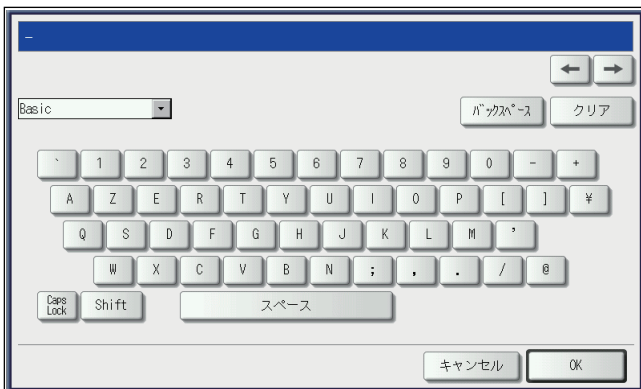 _
← →
Basic ﾊﾞｯｸｽﾍﾟｰｽ クリア
` 1 2 3 4 5 6 7 8 9 0 - +
A Z E R T Y U I O P [ ] ¥
Q S D F G H J K L M '
W X C V B N ; , . / @
Caps Lock Shift スペース
キャンセル OK